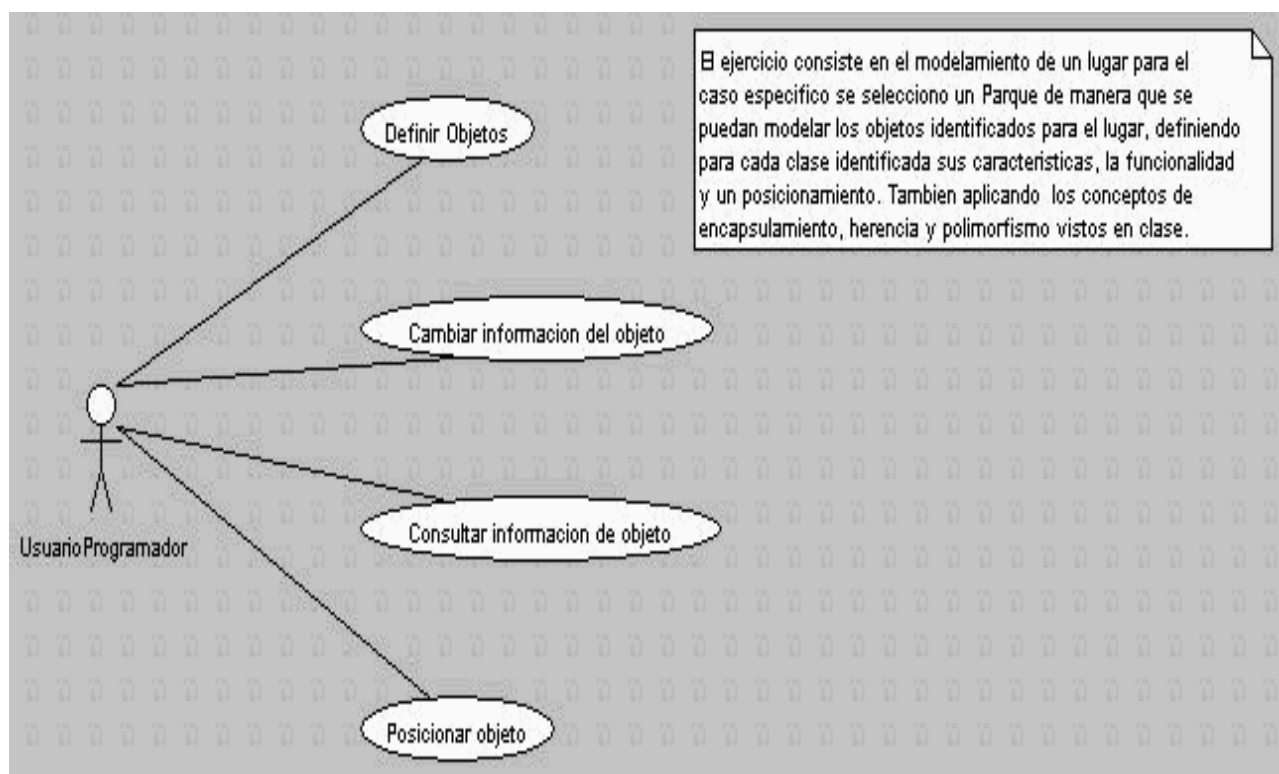 El ejercicio consiste en el modelamiento de un lugar para el
caso especifico se selecciono un Parque de manera que se
puedan modelar los objetos identificados para el lugar, definiendo
para cada clase identificada sus caracteristicas, la funcionalidad
y un posicionamiento. Tambien aplicando los conceptos de
encapsulamiento, herencia y polimorfismo vistos en clase.
Definir Objetos
Cambiar informacion del objeto
Consultar informacion de objeto
UsuarioProgramador
Posicionar objeto